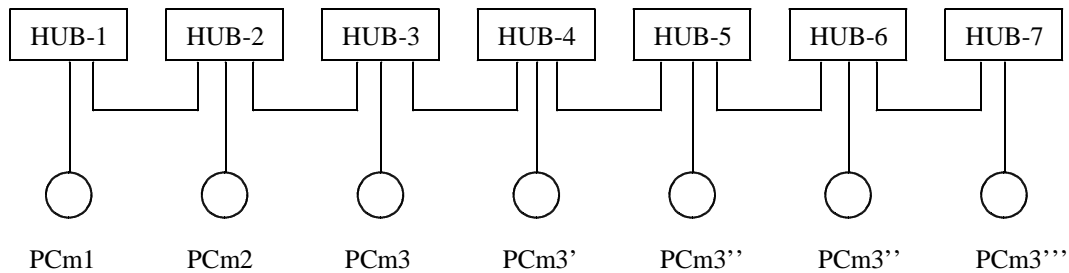 HUB-1 HUB-2 HUB-3 HUB-4 HUB-5 HUB-6 HUB-7
PCm1 PCm2 PCm3 PCm3' PCm3’’ PCm3’’ PCm3’’’